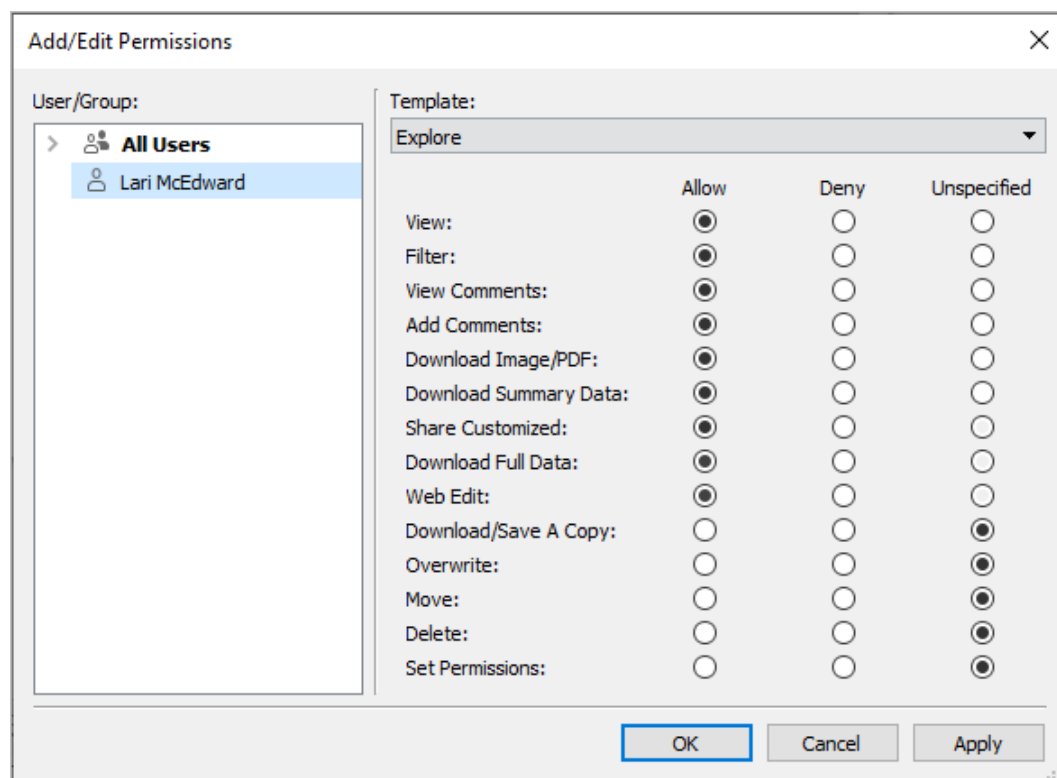 Add/Edit Permissions
User/Group:
All Users
Lari McEdward
Template:
Explore
Allow Deny Unspecified
View:
Filter:
View Comments:
Add Comments:
Download Image/PDF:
Download Summary Data:
Share Customized:
Download Full Data:
Web Edit:
Download/Save A Copy:
Overwrite:
Move:
Delete:
Set Permissions:
OK Cancel Apply